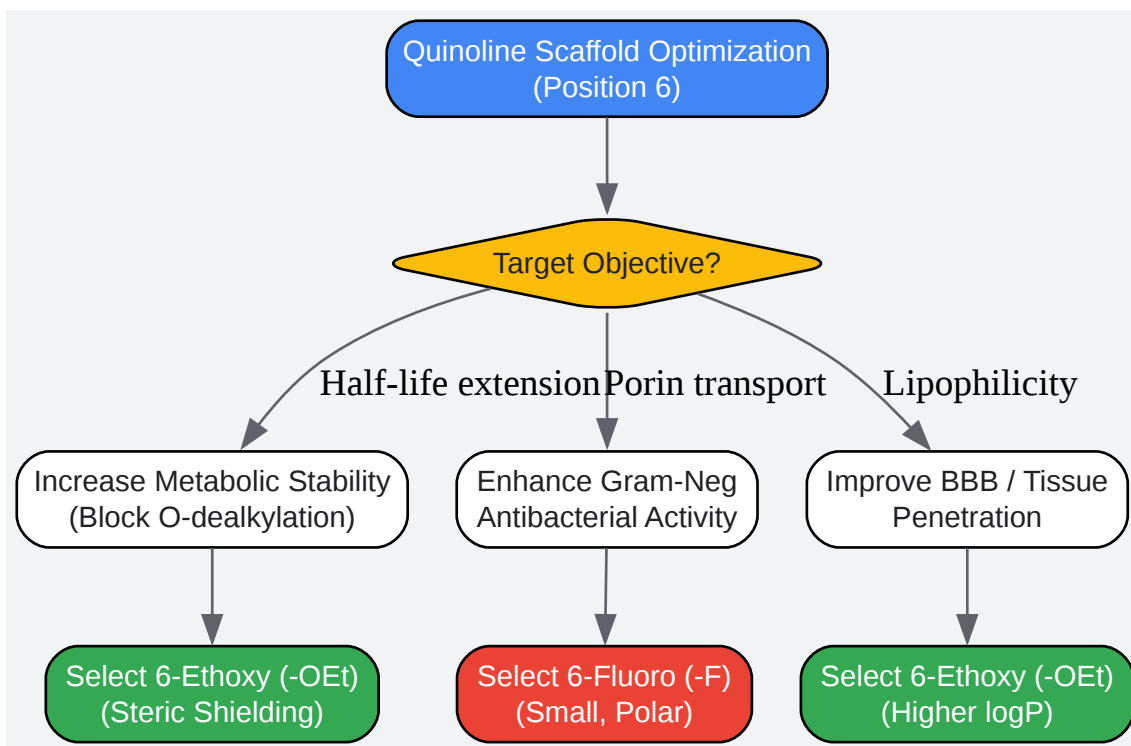 Quinoline Scaffold Optimization
(Position 6)
Target Objective?
Half-life extension
Porin transport
Lipophilicity
Increase Metabolic Stability
(Block O-dealkylation)
Enhance Gram-Neg
Antibacterial Activity
Improve BBB / Tissue
Penetration
Select 6-Ethoxy (-OEt)
(Steric Shielding)
Select 6-Fluoro (-F)
(Small, Polar)
Select 6-Ethoxy (-OEt)
(Higher logP)